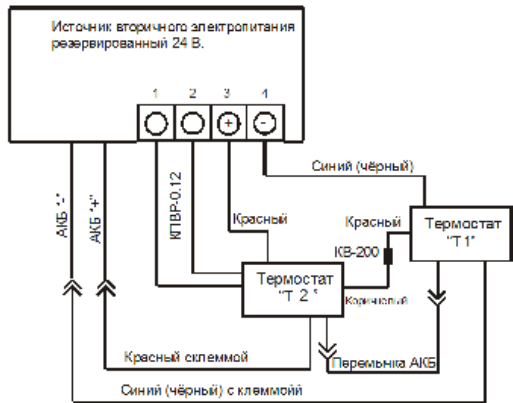 Источник вторичного электропитания
резервированный 24 В.
1 2 3 4
+ -
Синий (чёрный)
АКБ "-"
АКБ "+"
КПВР-0.12
Красный
Красный
Термостат
"Т 1"
КВ-200
Термостат
"Т 2 "
Коричневый
Красный склеммой
Перемычка АКБ
Синий (чёрный) с клеммойй